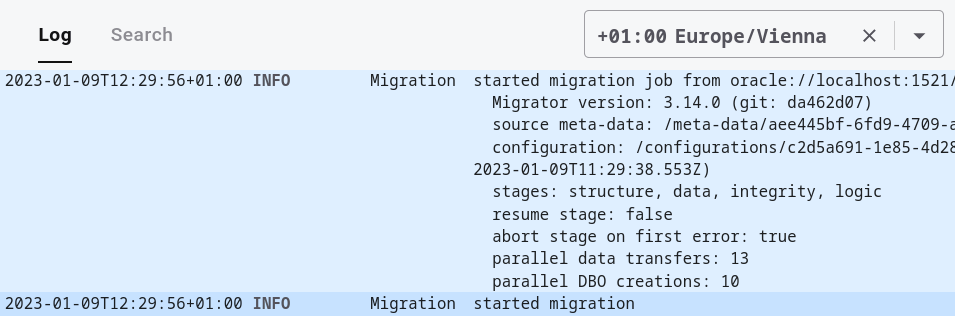 Log Search +01:00 Europe/Vienna
2023-01-09T12:29:56+01:00 INFO Migration started migration job from oracle://localhost:1521/
Migrator version: 3.14.0 (git: da462d07)
source meta-data: /meta-data/aee445bf-6fd9-4709-a
configuration: /configurations/c2d5a691-1e85-4d28
2023-01-09T11:29:38.553Z)
stages: structure, data, integrity, logic
resume stage: false
abort stage on first error: true
parallel data transfers: 13
parallel DBO creations: 10
2023-01-09T12:29:56+01:00 INFO Migration started migration